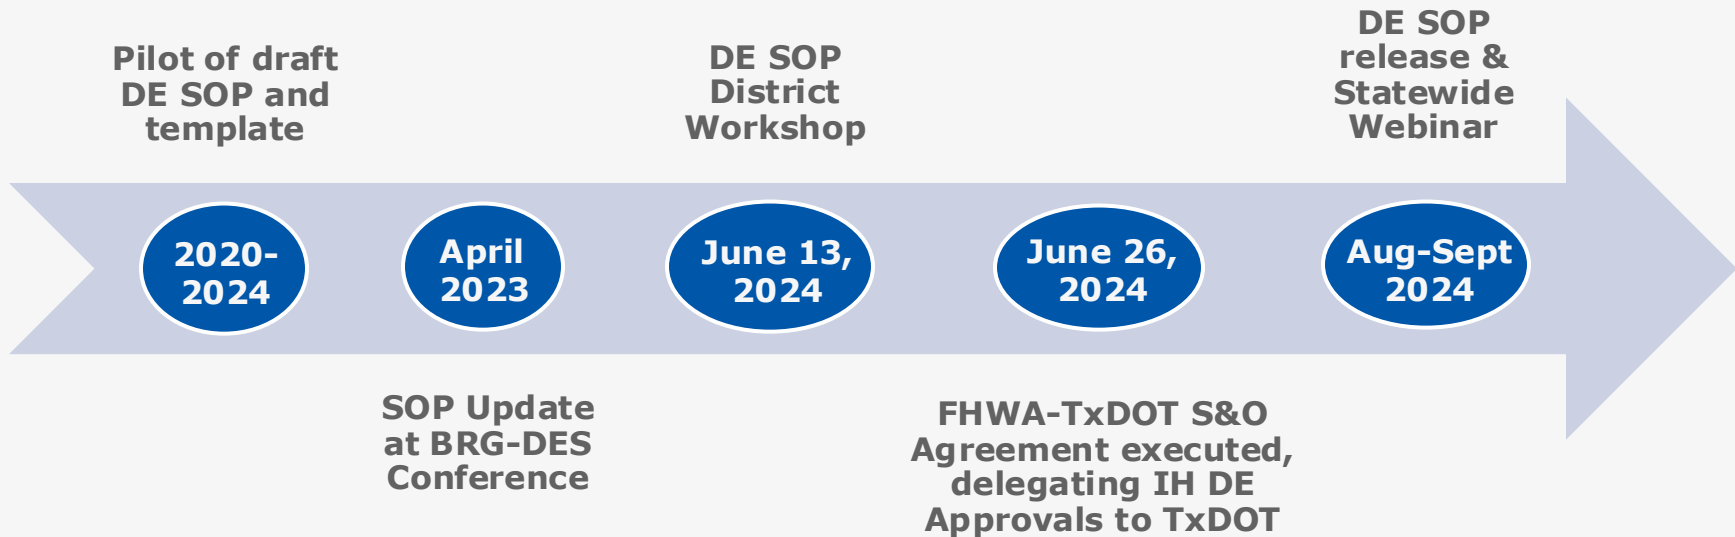 Pilot of draft
DE SOP and
template
DE SOP
District
Workshop
DE SOP
release &
Statewide
Webinar
2020-
2024
April
2023
June 13,
2024
June 26,
2024
Aug-Sept
2024
SOP Update
at BRG-DES
Conference
FHWA-TxDOT S&O
Agreement executed,
delegating IH DE
Approvals to TxDOT